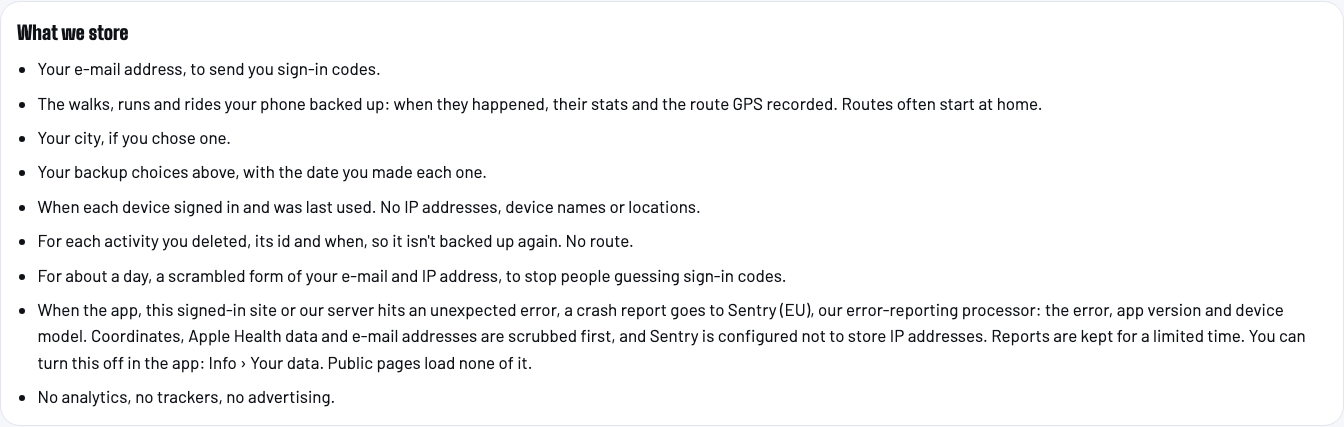 What we store
• Your e-mail address, to send you sign-in codes.
• The walks, runs and rides your phone backed up: when they happened, their stats and the route GPS recorded. Routes often start at home.
• Your city, if you chose one.
• Your backup choices above, with the date you made each one.
• When each device signed in and was last used. No IP addresses, device names or locations.
• For each activity you deleted, its id and when, so it isn't backed up again. No route.
• For about a day, a scrambled form of your e-mail and IP address, to stop people guessing sign-in codes.
• When the app, this signed-in site or our server hits an unexpected error, a crash report goes to Sentry (EU), our error-reporting processor: the error, app version and device
model. Coordinates, Apple Health data and e-mail addresses are scrubbed first, and Sentry is configured not to store IP addresses. Reports are kept for a limited time. You can
turn this off in the app: Info › Your data. Public pages load none of it.
• No analytics, no trackers, no advertising.